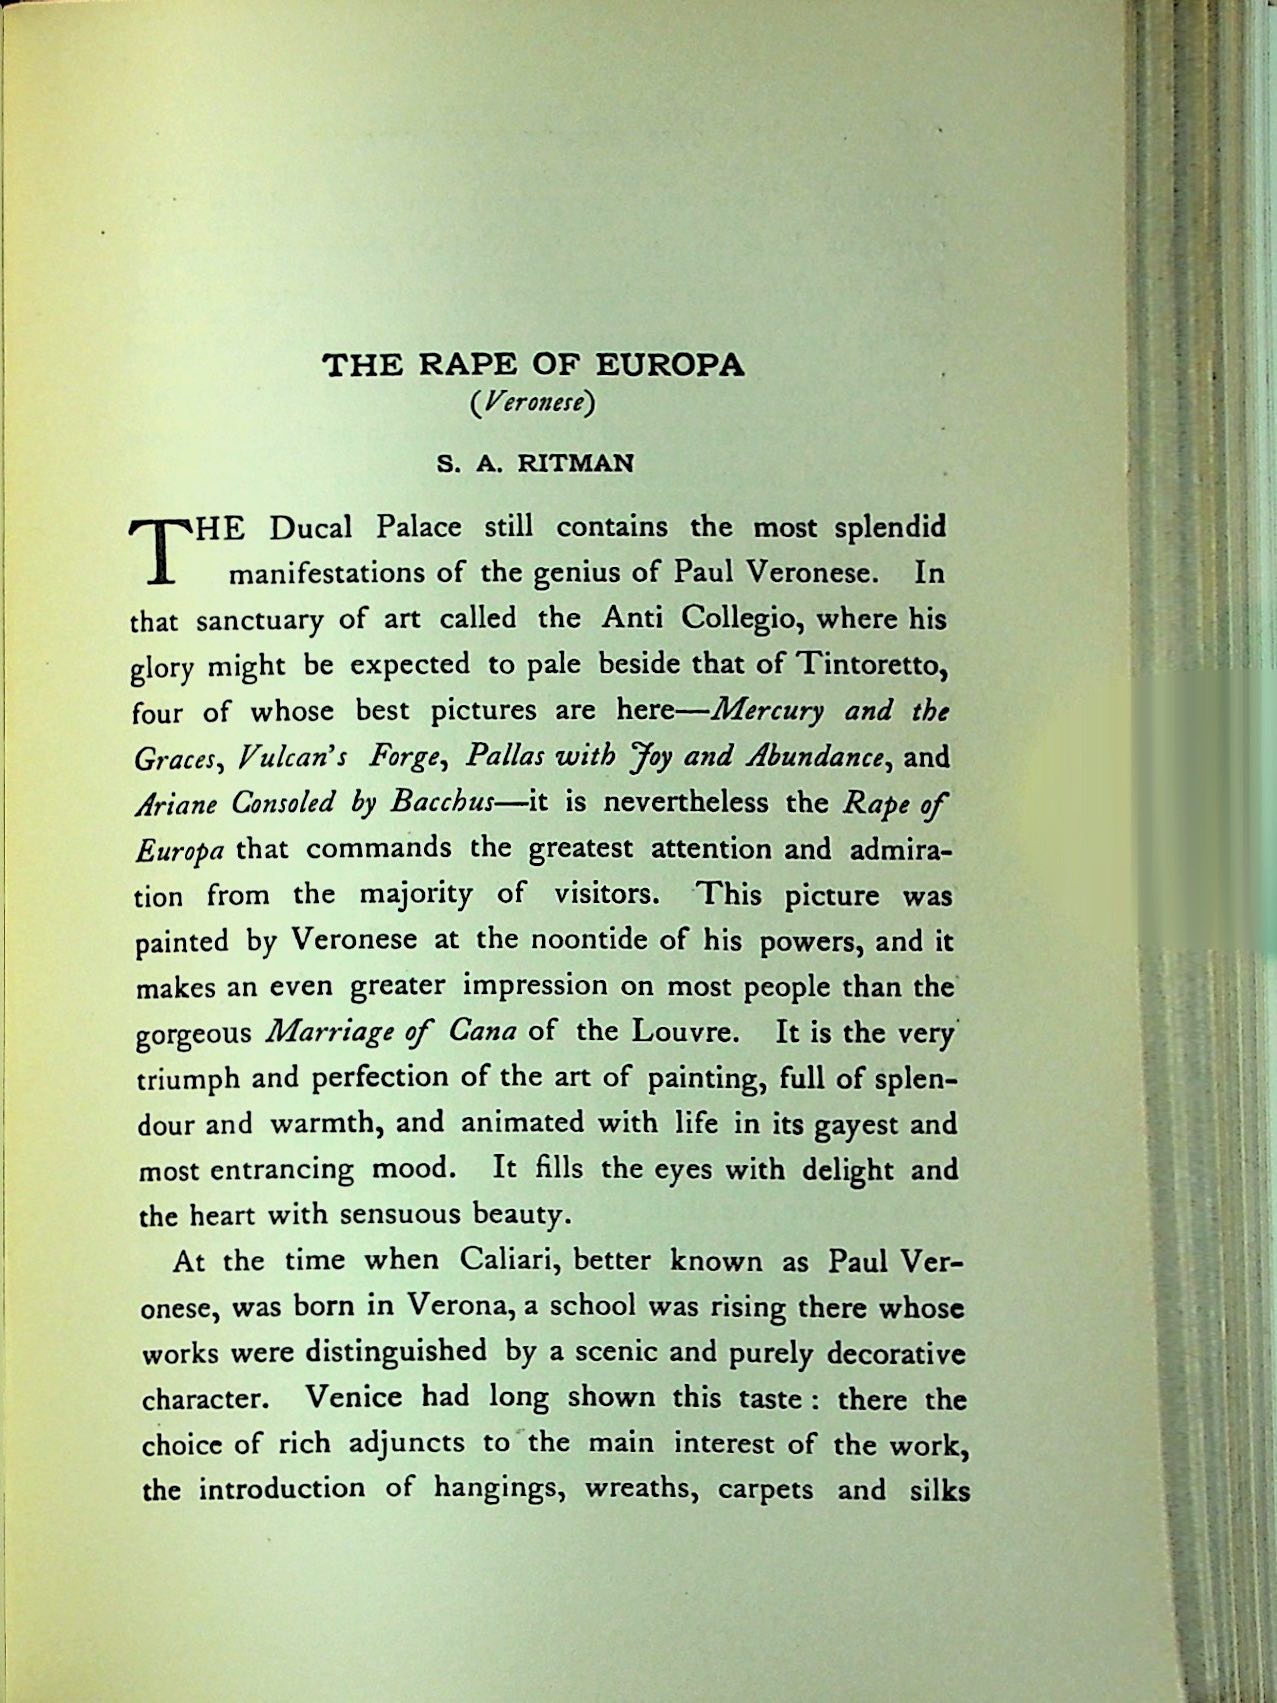 THE RAPE OF EUROPA
(Veronese)
S. A. RITMAN
THE Ducal Palace still contains the most splendid
manifestations of the genius of Paul Veronese. In
that sanctuary of art called the Anti Collegio, where his
glory might be expected to pale beside that of Tintoretto,
four of whose best pictures are here—Mercury and the
Graces, Vulcan's Forge, Pallas with Joy and Abundance, and
Ariane Consoled by Bacchus—it is nevertheless the Rape of
Europa that commands the greatest attention and admira-
tion from the majority of visitors. This picture was
painted by Veronese at the noontide of his powers, and it
makes an even greater impression on most people than the
gorgeous Marriage of Cana of the Louvre. It is the very
triumph and perfection of the art of painting, full of splen-
dour and warmth, and animated with life in its gayest and
most entrancing mood. It fills the eyes with delight and
the heart with sensuous beauty.
At the time when Caliari, better known as Paul Ver-
onese, was born in Verona, a school was rising there whose
works were distinguished by a scenic and purely decorative
character. Venice had long shown this taste : there the
choice of rich adjuncts to the main interest of the work,
the introduction of hangings, wreaths, carpets and silks